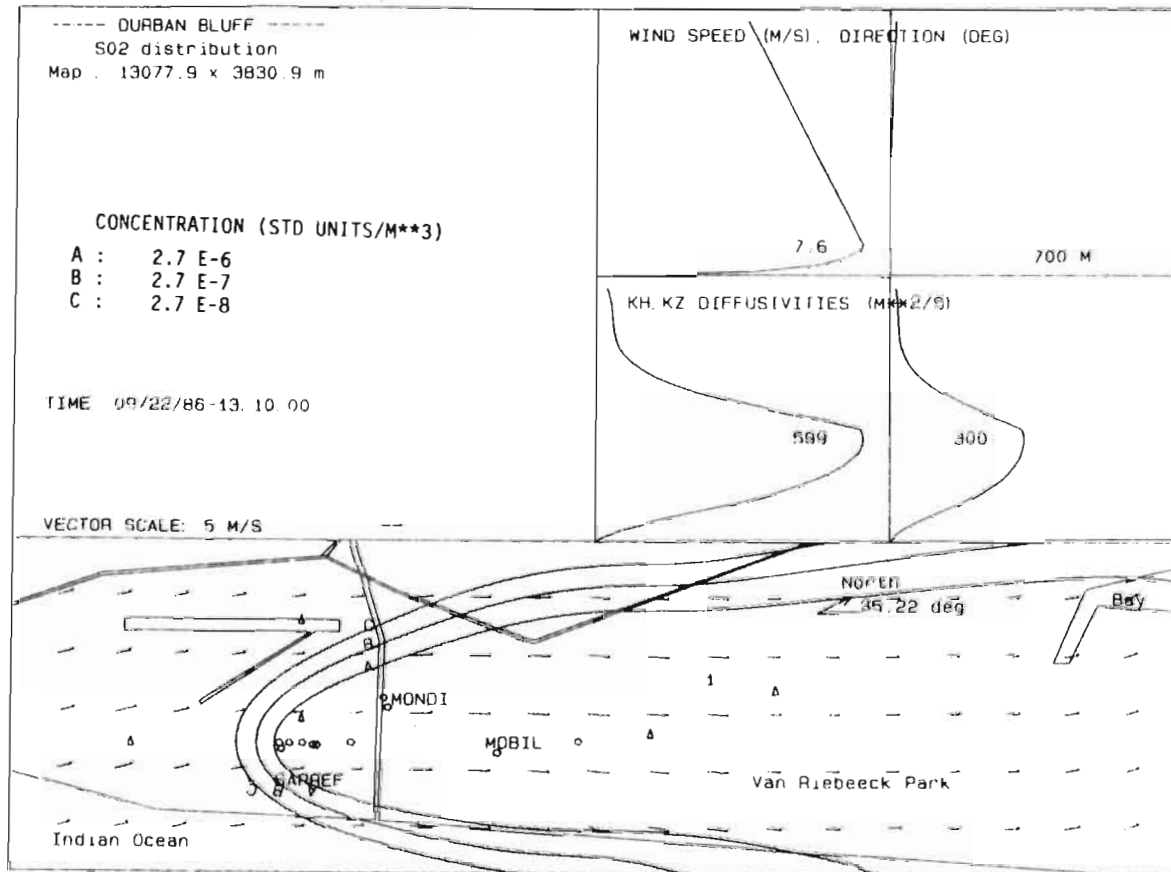 ------ DURBAN BLUFF ------
SO2 distribution
Map . 13077.9 x 3830.9 m
CONCENTRATION (STD UNITS/M**3)
A : 2.7 E-6
B : 2.7 E-7
C : 2.7 E-8
TIME 09/22/86-13.10.00
VECTOR SCALE: 5 M/S
WIND SPEED (M/S), DIRECTION (DEG)
7.6
700 M
KH, KZ DIFFUSIVITIES (M**2/S)
599
300
35.22 deg
Bay
C
B
A
MONDI
1
MOBIL
SAPREF
B
Van Riebeeck Park
Indian Ocean